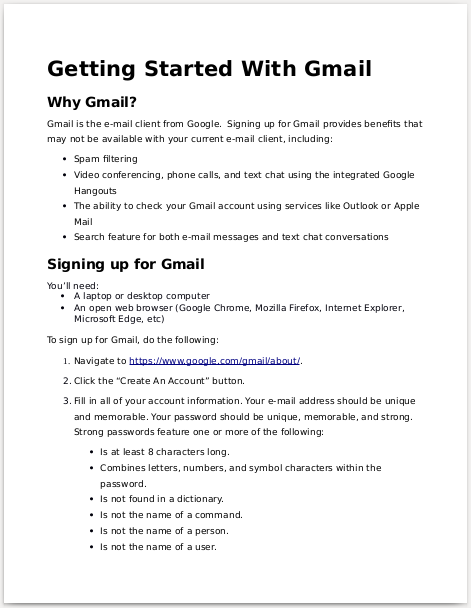 Getting Started With Gmail
Why Gmail?
Gmail is the e-mail client from Google.  Signing up for Gmail provides benefits that
may not be available with your current e-mail client, including:
• Spam filtering
• Video conferencing, phone calls, and text chat using the integrated Google
Hangouts
• The ability to check your Gmail account using services like Outlook or Apple
Mail
• Search feature for both e-mail messages and text chat conversations
Signing up for Gmail
You’ll need:
• A laptop or desktop computer
• An open web browser (Google Chrome, Mozilla Firefox, Internet Explorer,
Microsoft Edge, etc)
To sign up for Gmail, do the following:
1. Navigate to https://www.google.com/gmail/about/.
2. Click the “Create An Account” button.
3. Fill in all of your account information. Your e-mail address should be unique
and memorable. Your password should be unique, memorable, and strong.
Strong passwords feature one or more of the following:
• Is at least 8 characters long.
• Combines letters, numbers, and symbol characters within the
password.
• Is not found in a dictionary.
• Is not the name of a command.
• Is not the name of a person.
• Is not the name of a user.